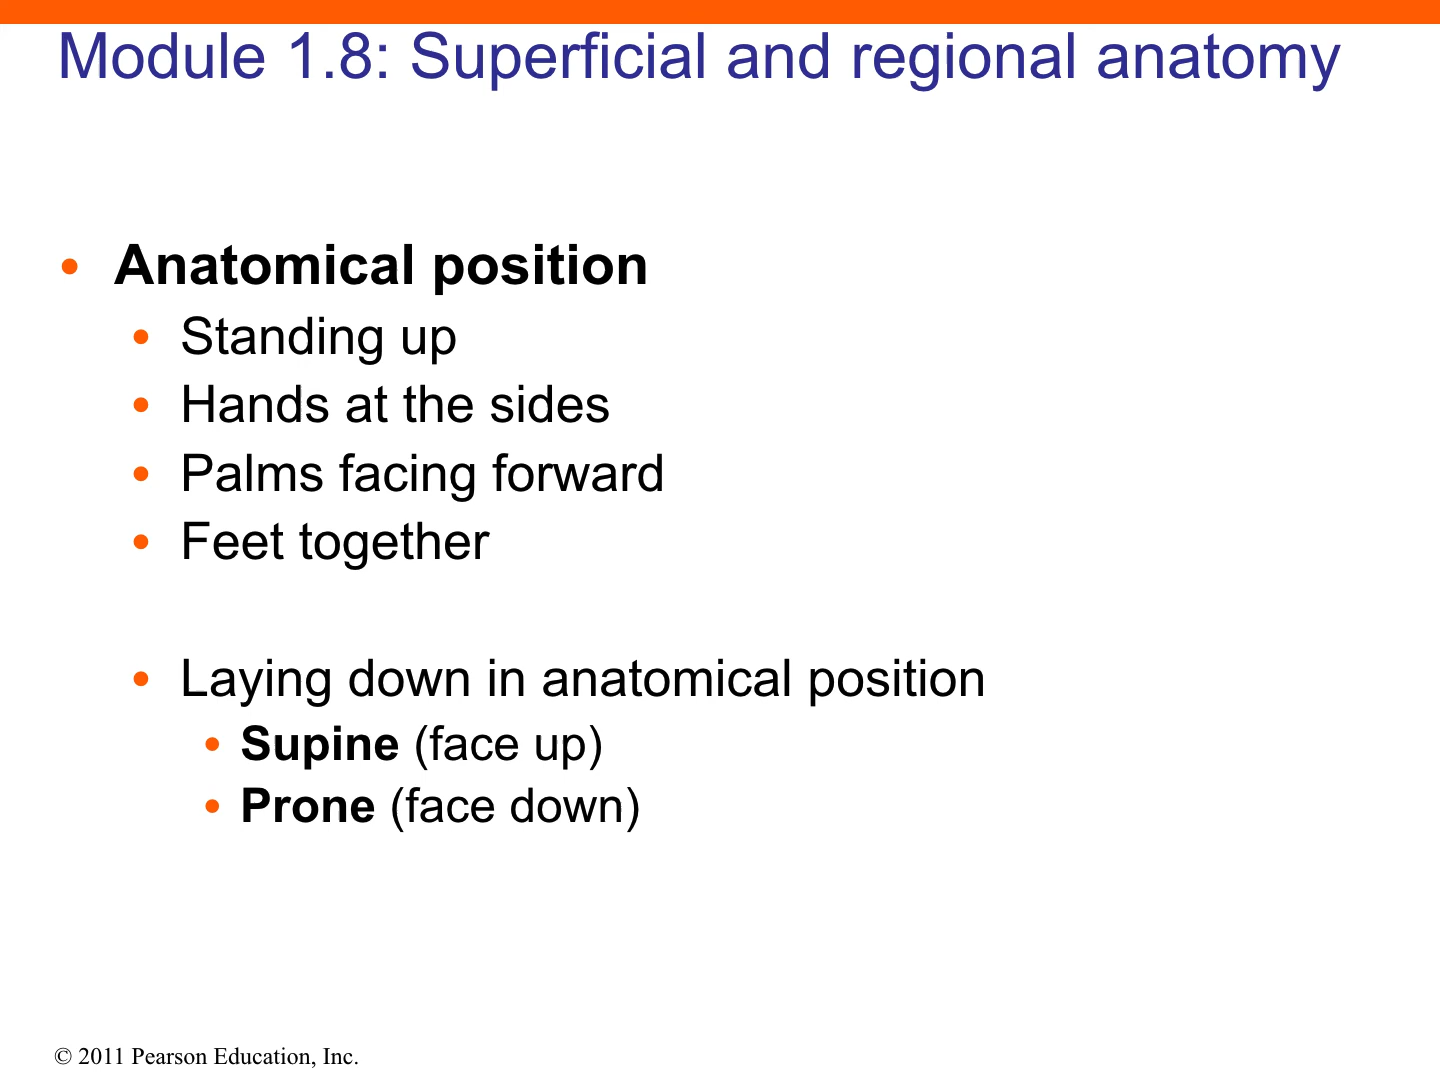 Module 1.8: Superficial and regional anatomy
• Anatomical position
• Standing up
• Hands at the sides
• Palms facing forward
• Feet together
• Laying down in anatomical position
• Supine (face up)
• Prone (face down)
© 2011 Pearson Education, Inc.